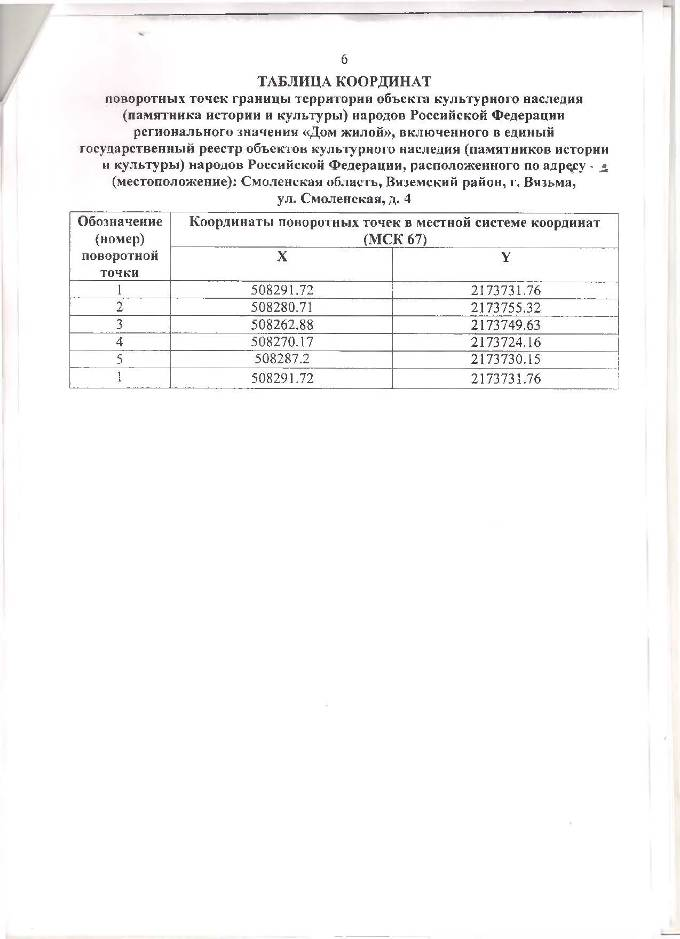 6
ТАБЛИЦА КООРДИНАТ
поворотных точек границы территории объекта культурного наследия
(памятника истории и культуры) народов Российской Федерации
регионального значения «Дом жилой», включенного в единый
государственный реестр объектов культурного наследия (памятников истории
и культуры) народов Российской Федерации, расположенного по адресу -
(местоположение): Смоленская область, Вяземский район, г. Вязьма,
ул. Смоленская, д. 4
Обозначение (номер) поворотной точки Координаты поворотных точек в местной системе координат (МСК 67)
X Y
1 508291.72 2173731.76
2 508280.71 2173755.32
3 508262.88 2173749.63
4 508270.17 2173724.16
5 508287.2 2173730.15
1 508291.72 2173731.76